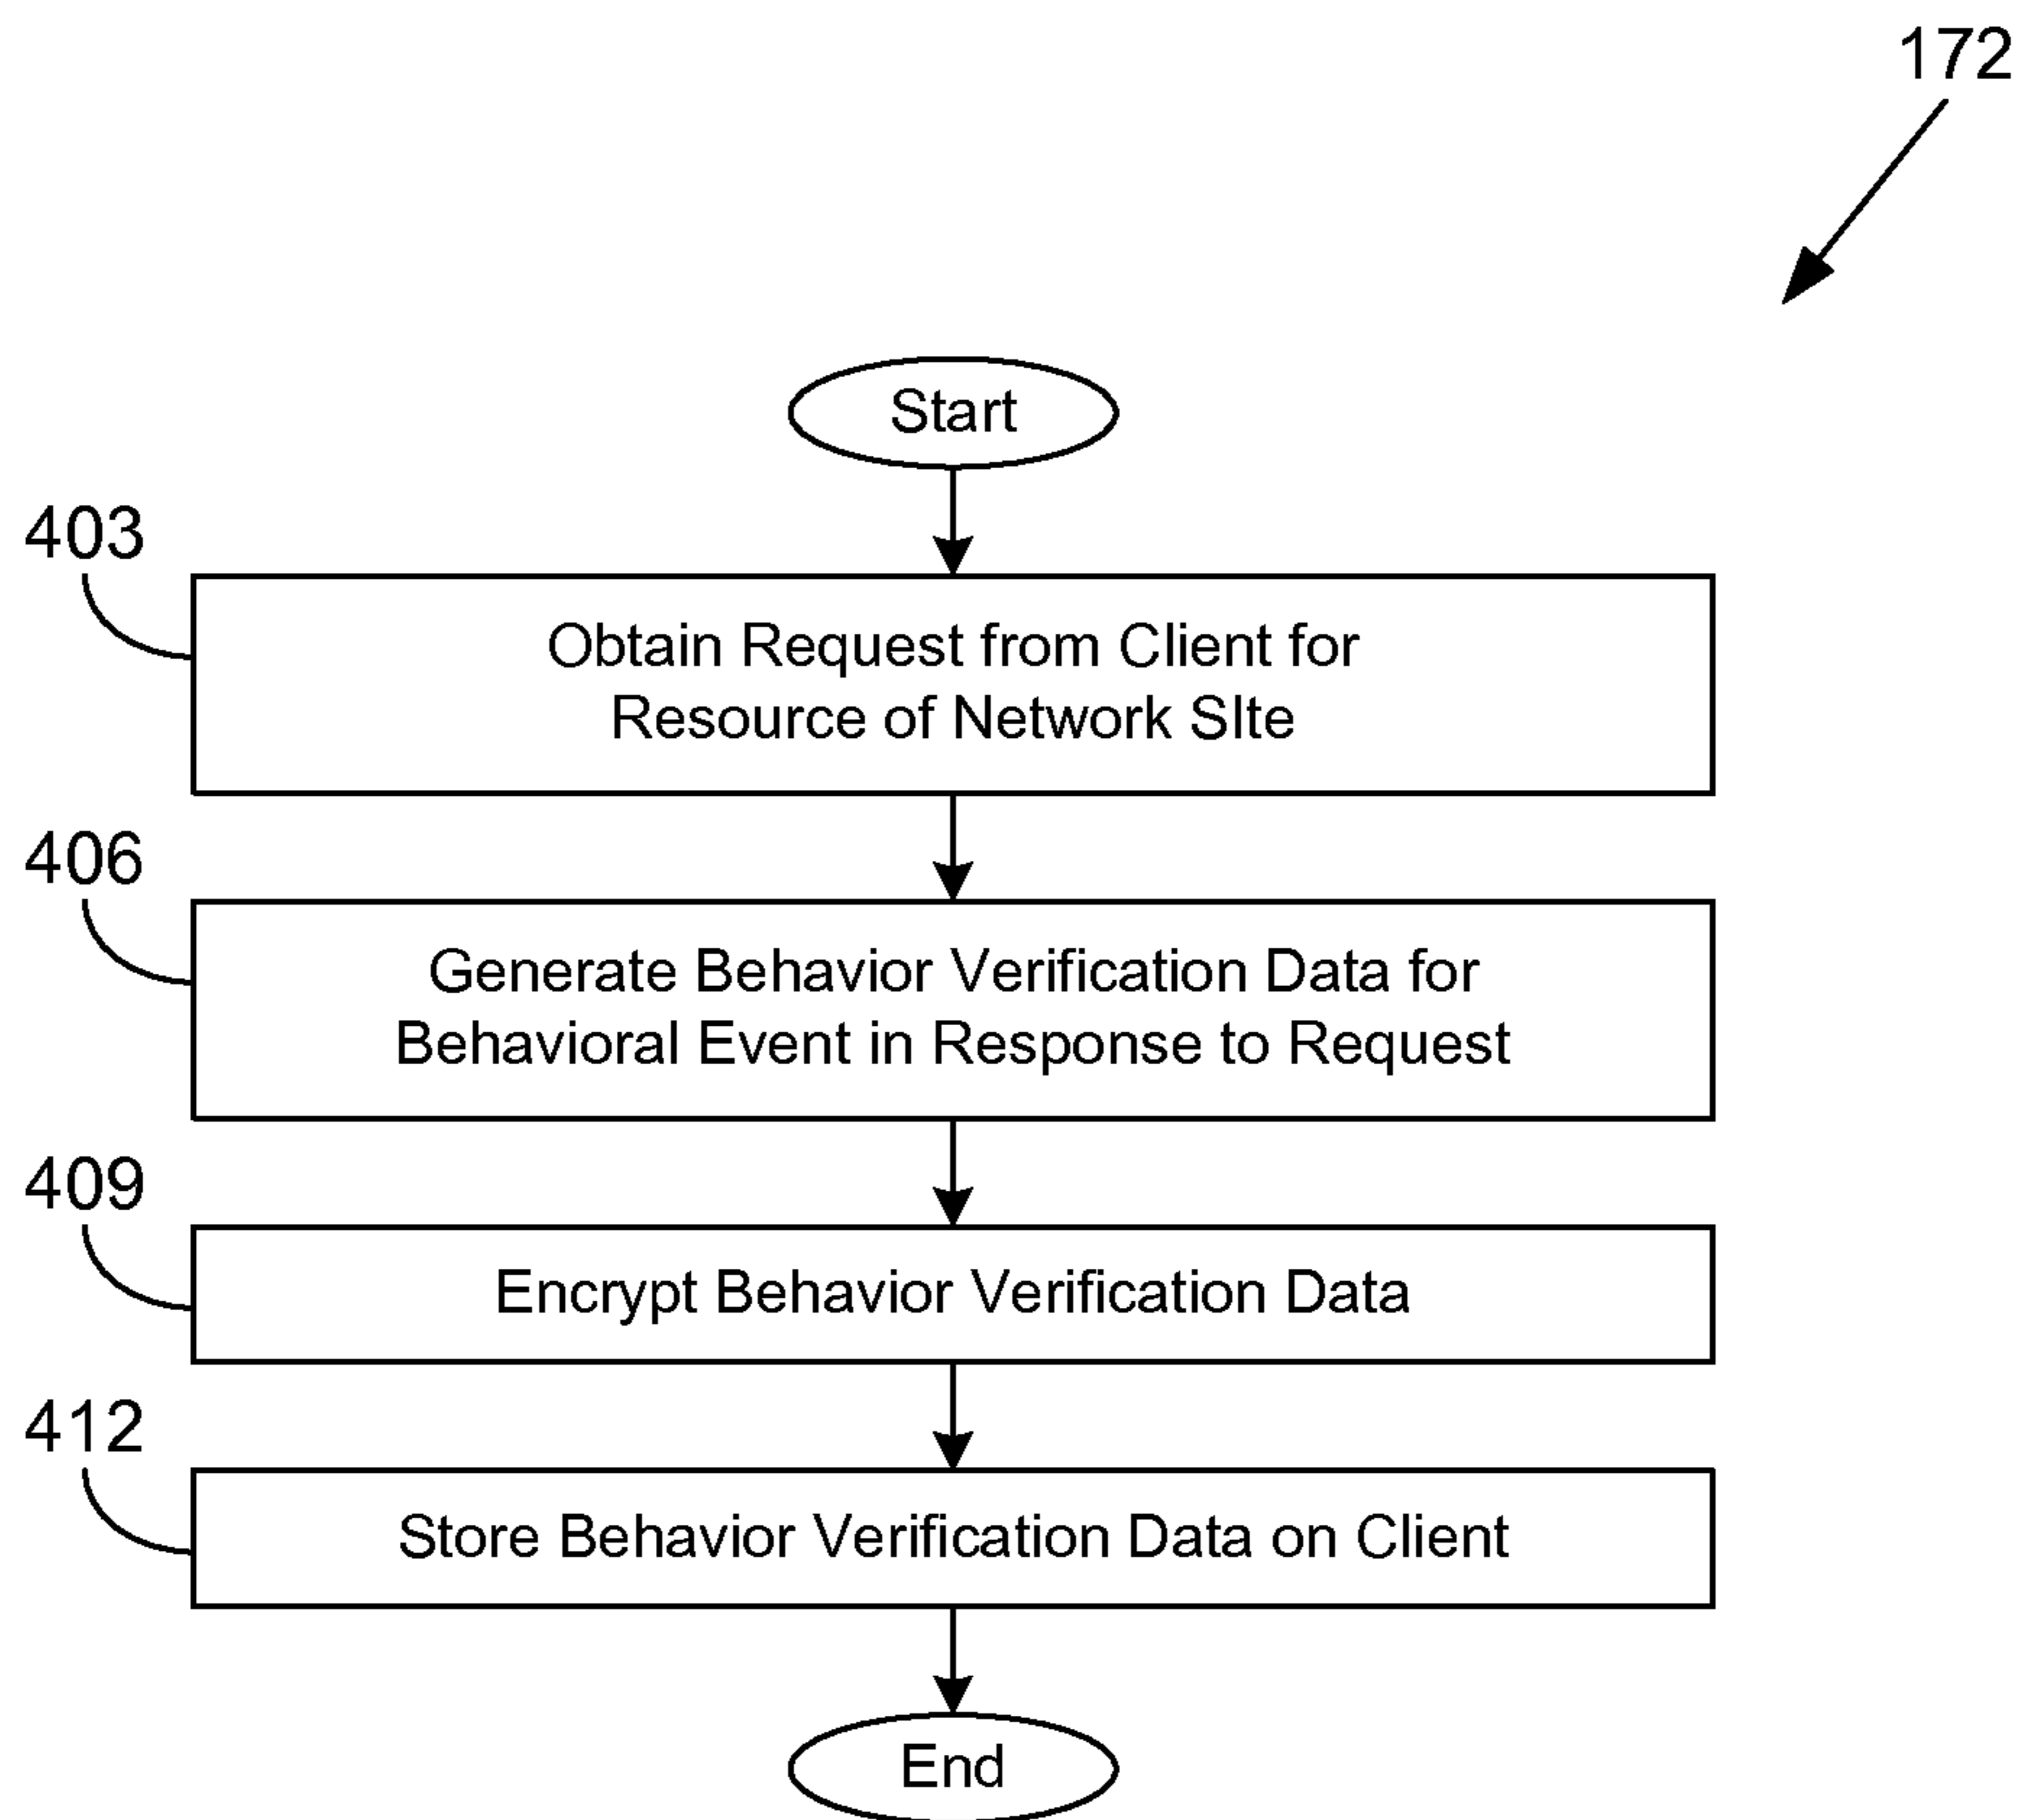 172
Start
403
Obtain Request from Client for
Resource of Network SIte
406
Generate Behavior Verification Data for
Behavioral Event in Response to Request
409
Encrypt Behavior Verification Data
412
Store Behavior Verification Data on Client
End